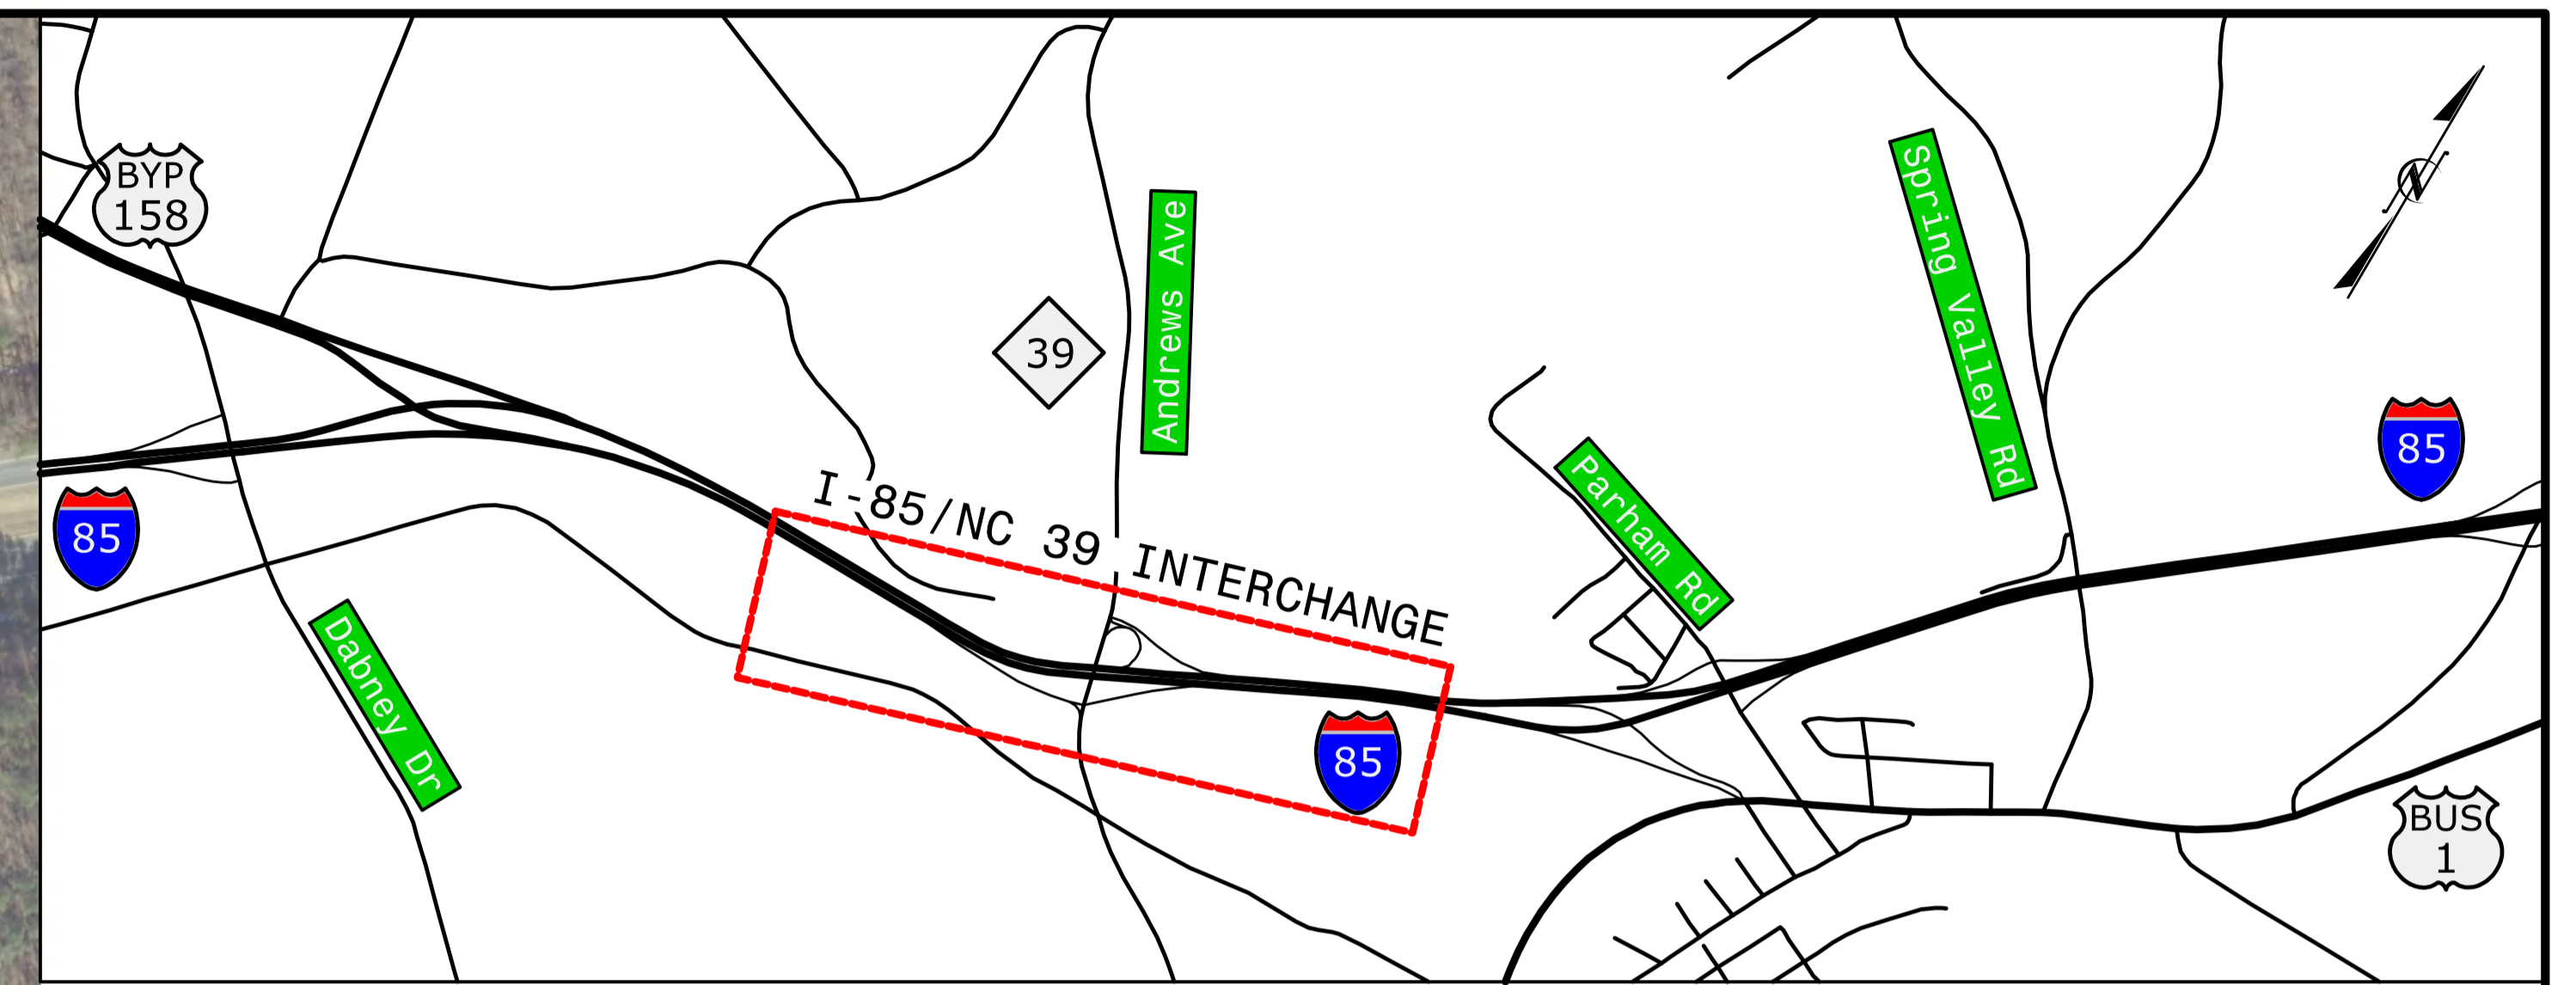 BYP
158
39
Andrews Ave
Spring Valley Rd
N
85
Parham Rd
85
I-85/NC 39 INTERCHANGE
Dabney Dr
85
BUS
1